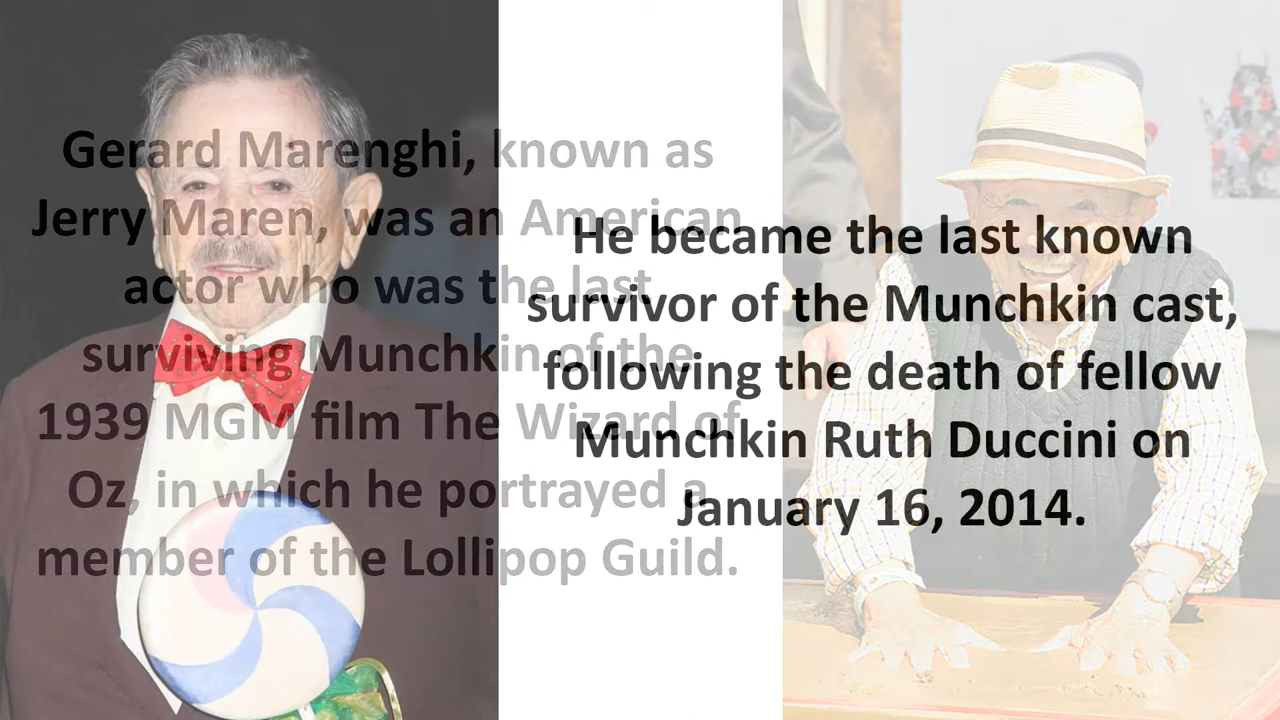 Gerard Marenghi, known as
Jerry Maren, was an American
actor who was the last
surviving Munchkin of the
1939 MGM film The Wizard of
Oz, in which he portrayed a
member of the Lollipop Guild.
He became the last known
survivor of the Munchkin cast,
following the death of fellow
Munchkin Ruth Duccini on
January 16, 2014.